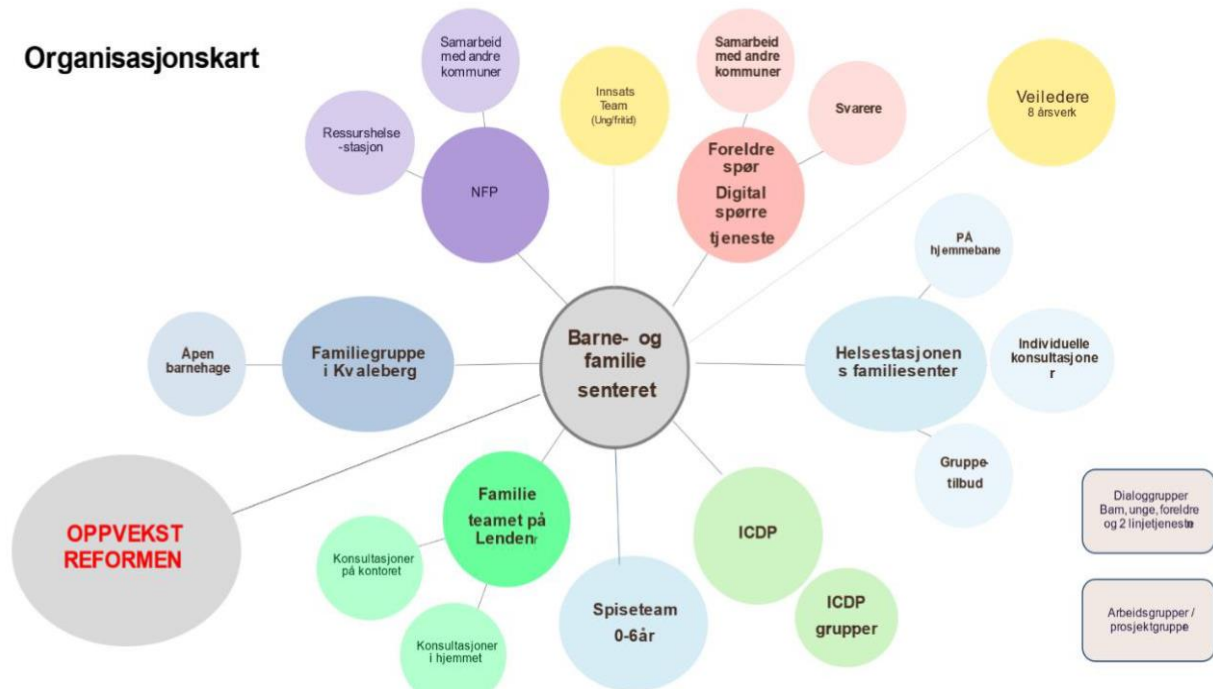 Organisasjonskart
Samarbeid
med andre
kommuner
Ressurshelse
-stasjon
NFP
Innsats
Team
(Ung/fritid)
Samarbeid
med andre
kommuner
Svarere
Foreldre
spør
Digital
spørre
tjeneste
Veiledere
8 årsverk
PÅ
hjemmebane
Åpen
barnehage
Familiegruppe
i Kvaleberg
Barne- og
familie
senteret
Helsestasjonen
s familiesenter
Individuelle
konsultasjone
r
Gruppe-
tilbud
OPPVEKST
REFORMEN
Familie
teamet på
Lenden
Konsultasjoner
på kontoret
Konsultasjoner
i hjemmet
Spiseteam
0-6år
ICDP
ICDP
grupper
Dialoggrupper
Barn, unge, foreldre
og 2 linjetjeneste
Arbeidsgrupper /
prosjektgruppe